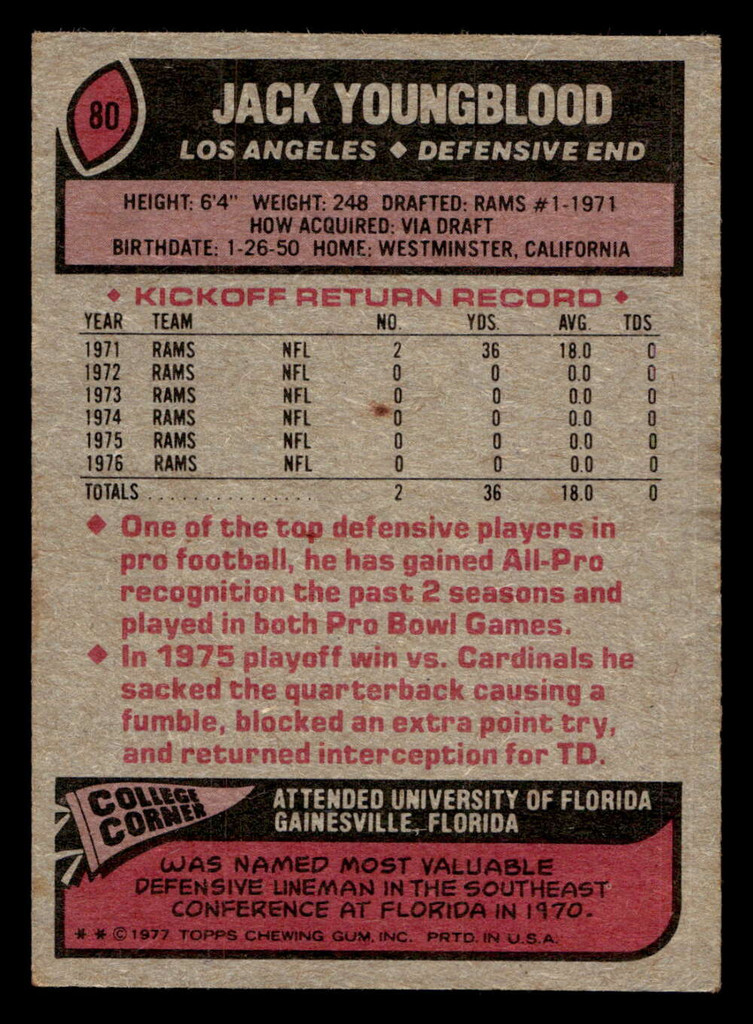 80
JACK YOUNGBLOOD
LOS ANGELES ◆ DEFENSIVE END
HEIGHT: 6'4" WEIGHT: 248 DRAFTED: RAMS #1-1971
HOW ACQUIRED: VIA DRAFT
BIRTHDATE: 1-26-50 HOME: WESTMINSTER, CALIFORNIA
◆ KICKOFF RETURN RECORD ◆
YEAR TEAM NO. YDS. AVG. TDS
1971 RAMS NFL 2 36 18.0 0
1972 RAMS NFL 0 0 0.0 0
1973 RAMS NFL 0 0 0.0 0
1974 RAMS NFL 0 0 0.0 0
1975 RAMS NFL 0 0 0.0 0
1976 RAMS NFL 0 0 0.0 0
TOTALS ................ 2 36 18.0 0
◆ One of the top defensive players in
pro football, he has gained All-Pro
recognition the past 2 seasons and
played in both Pro Bowl Games.
◆ In 1975 playoff win vs. Cardinals he
sacked the quarterback causing a
fumble, blocked an extra point try,
and returned interception for TD.
COLLEGE
CORNER
ATTENDED UNIVERSITY OF FLORIDA
GAINESVILLE, FLORIDA
WAS NAMED MOST VALUABLE
DEFENSIVE LINEMAN IN THE SOUTHEAST
CONFERENCE AT FLORIDA IN 1970.
* * © 1977 TOPPS CHEWING GUM, INC. PRTD. IN U.S.A.